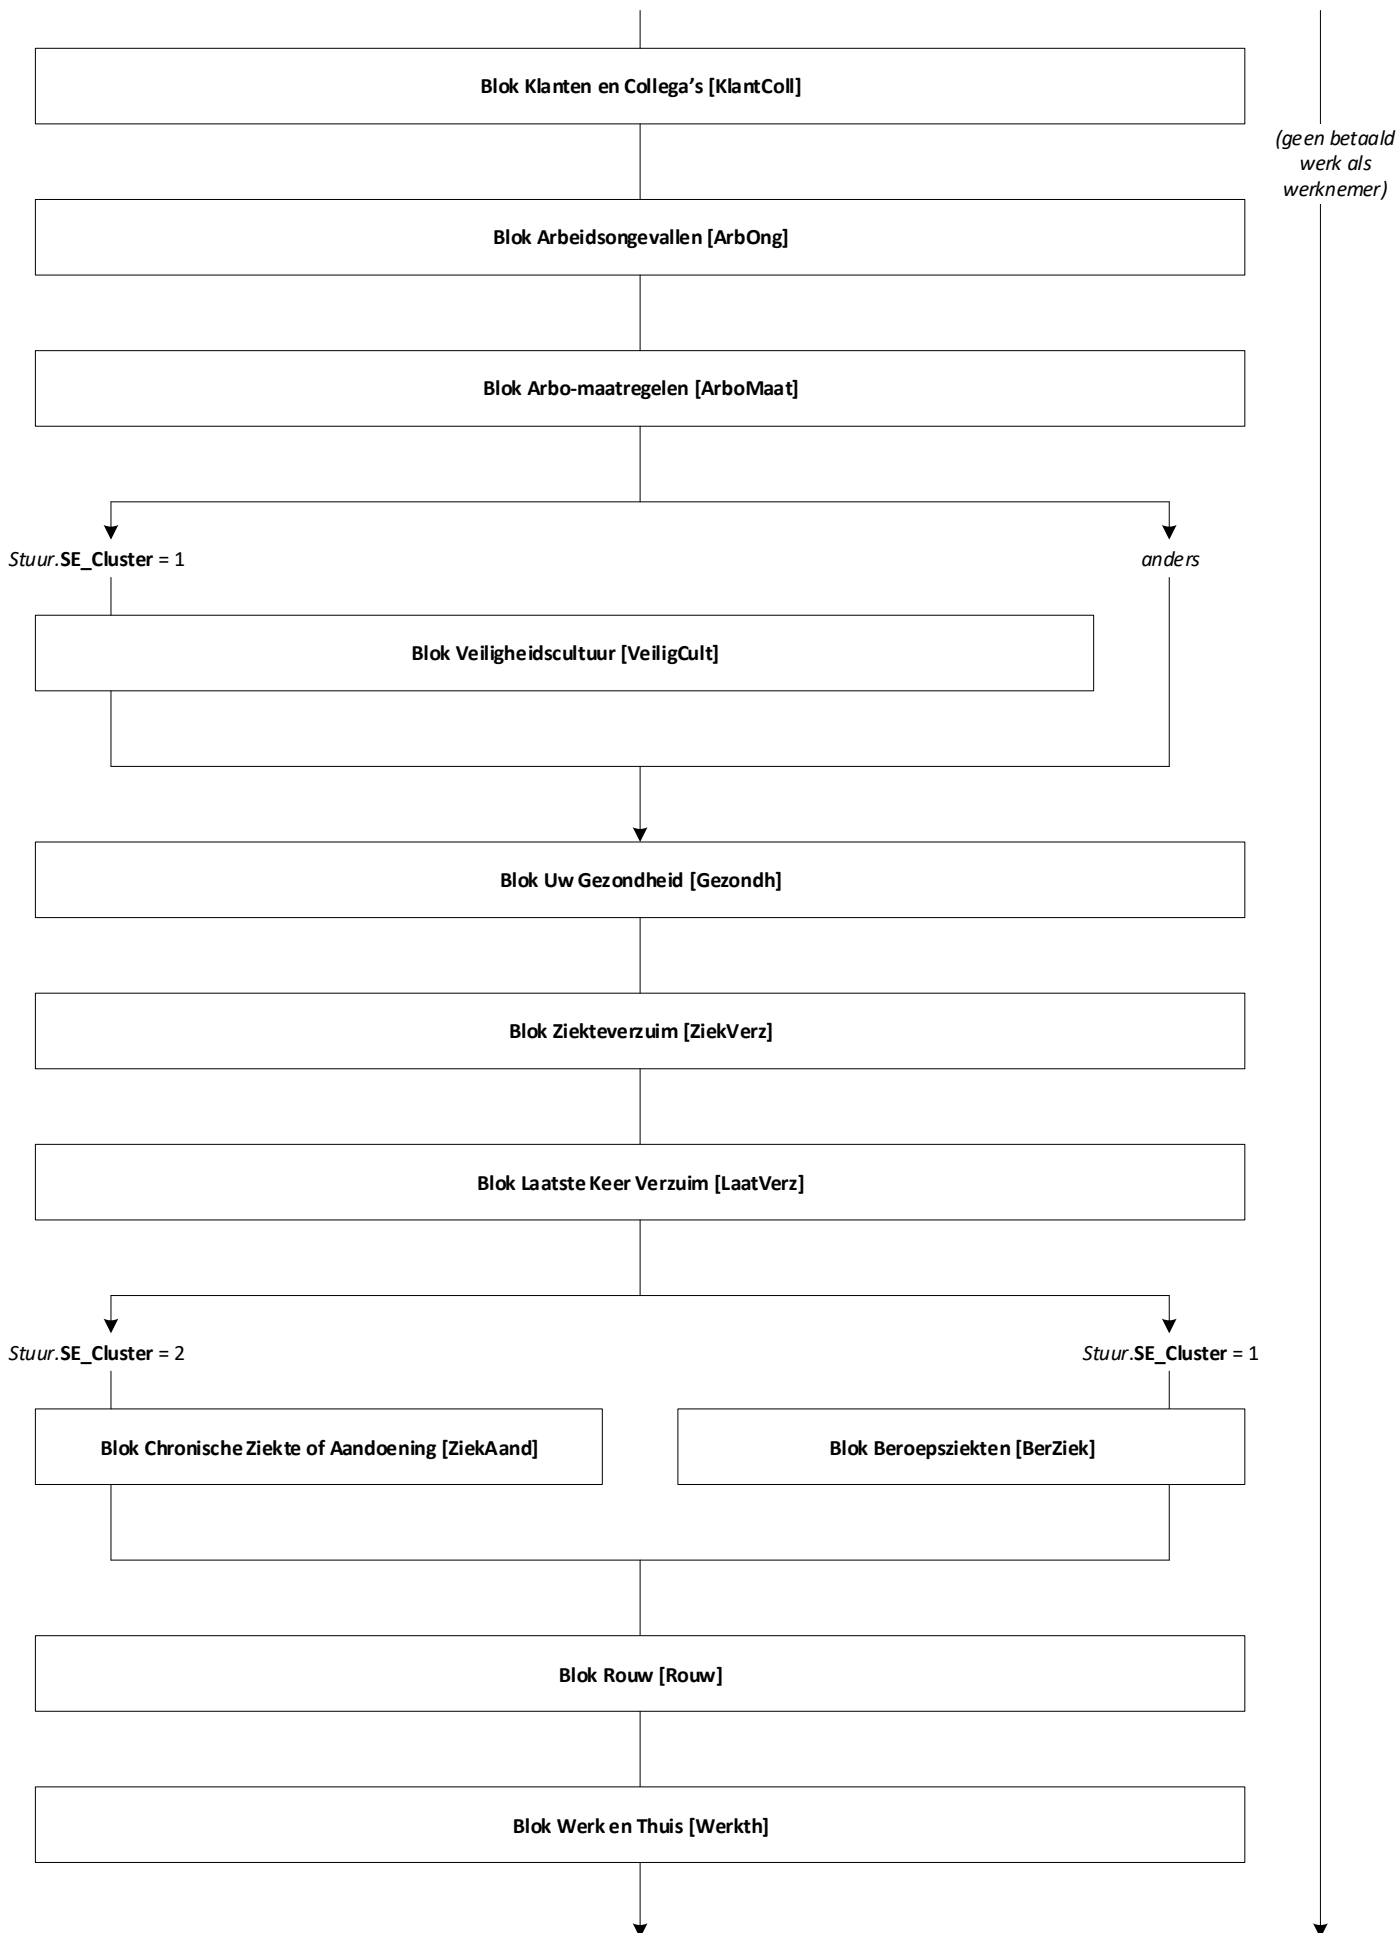 Blok Klanten en Collega’s [KlantColl]
(geen betaald
werk als
werknemer)
Blok Arbeidsongevallen [ArbOng]
Blok Arbo-maatregelen [ArboMaat]
Stuur.SE_Cluster = 1
anders
Blok Veiligheidscultuur [VeiligCult]
Blok Uw Gezondheid [Gezondh]
Blok Ziekteverzuim [ZiekVerz]
Blok Laatste Keer Verzuim [LaatVerz]
Stuur.SE_Cluster = 2
Stuur.SE_Cluster = 1
Blok Chronische Ziekte of Aandoening [ZiekAand]
Blok Beroepsziekten [BerZiek]
Blok Rouw [Rouw]
Blok Werk en Thuis [Werkth]